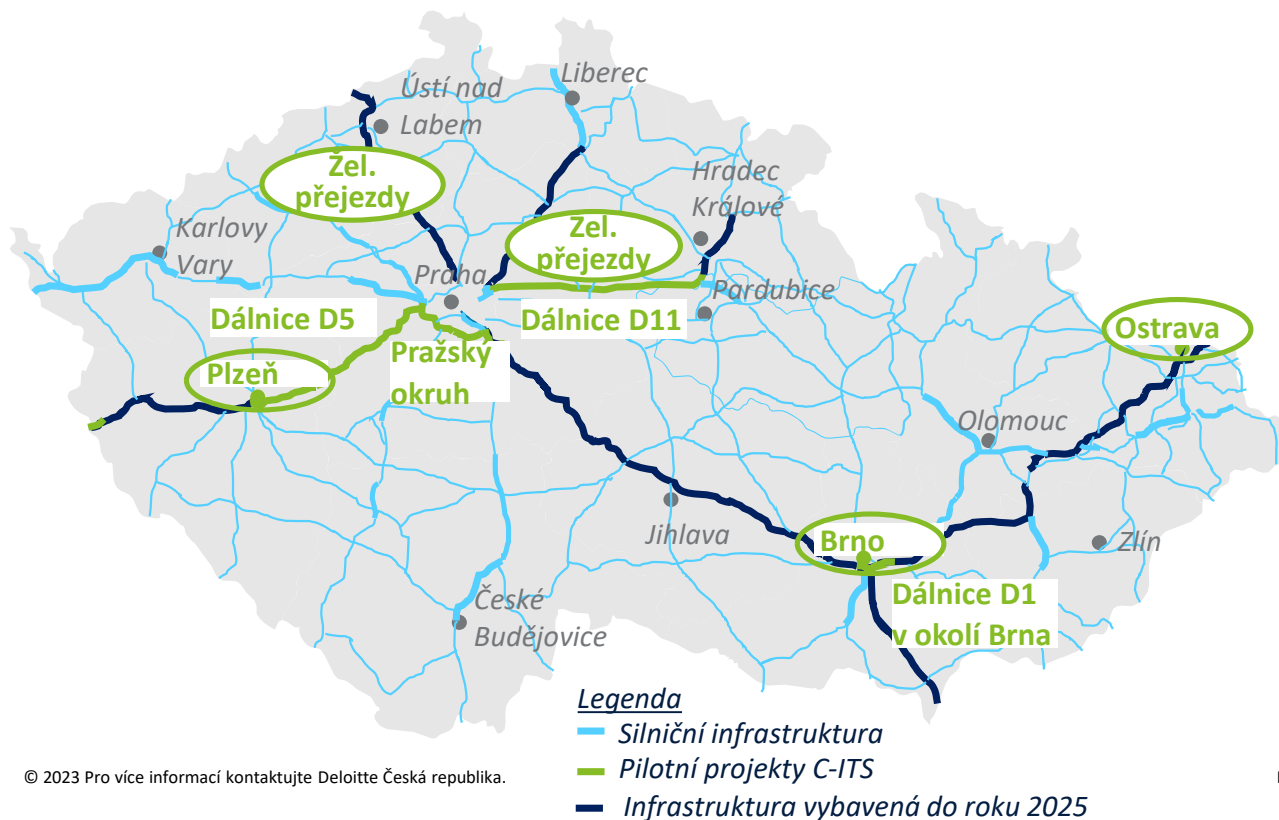 Liberec
Ústí nad
Labem
Žel.
přejezdy
Hradec
Králové
Karlovy
Vary
Žel.
přejezdy
Praha
Pardubice
Dálnice D5
Dálnice D11
Ostrava
Pražský
okruh
Plzeň
Olomouc
Jihlava
Brno
Zlín
České
Budějovice
Dálnice D1
v okolí Brna
Legenda
Silniční infrastruktura
Pilotní projekty C-ITS
Infrastruktura vybavená do roku 2025
© 2023 Pro více informací kontaktujte Deloitte Česká republika.